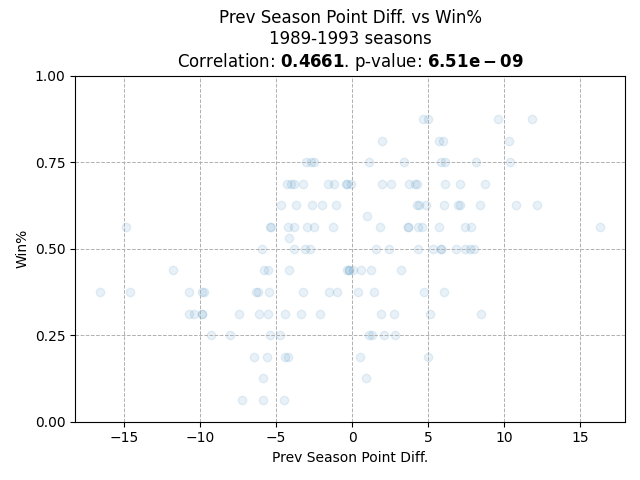 Prev Season Point Diff. vs Win%
1989-1993 seasons
Correlation: 0.4661. p-value: 6.51e−09
1.00
0.75
0.50
0.25
0.00
Win%
−15
−10
−5
0
5
10
15
Prev Season Point Diff.